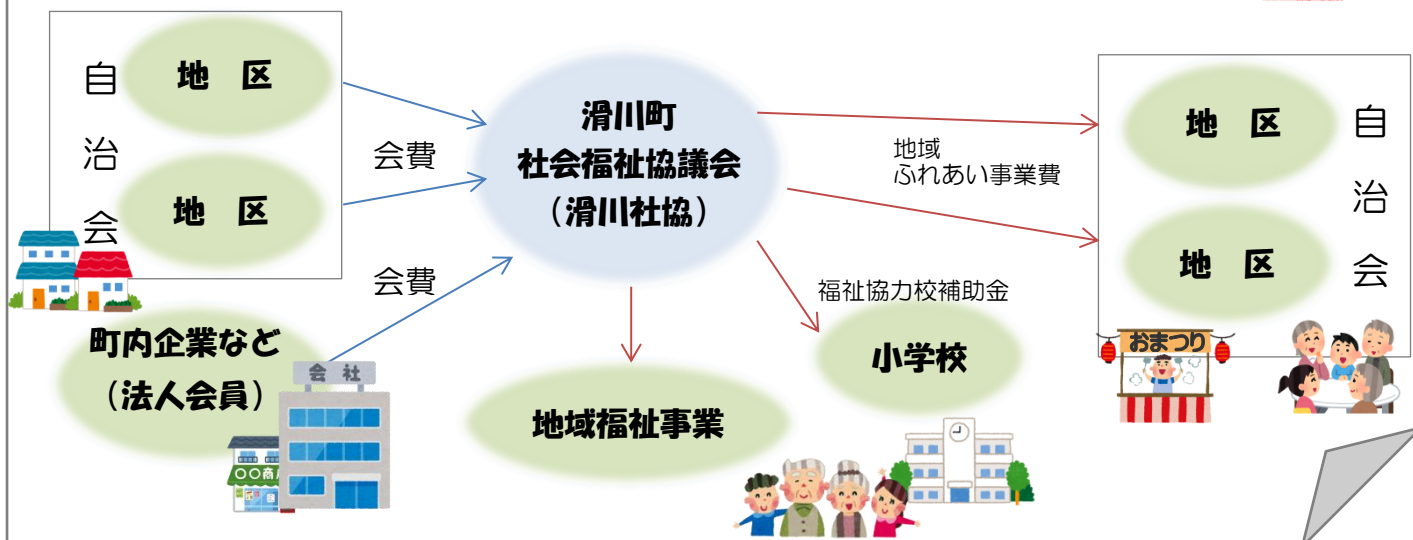 自治会
地 区
地 区
会費
会費
町内企業など
（法人会員）
会 社
〇〇商
滑川町
社会福祉協議会
（滑川社協）
地域
ふれあい事業費
福祉協力校補助金
小学校
地域福祉事業
地 区
地 区
自治会
おまつり